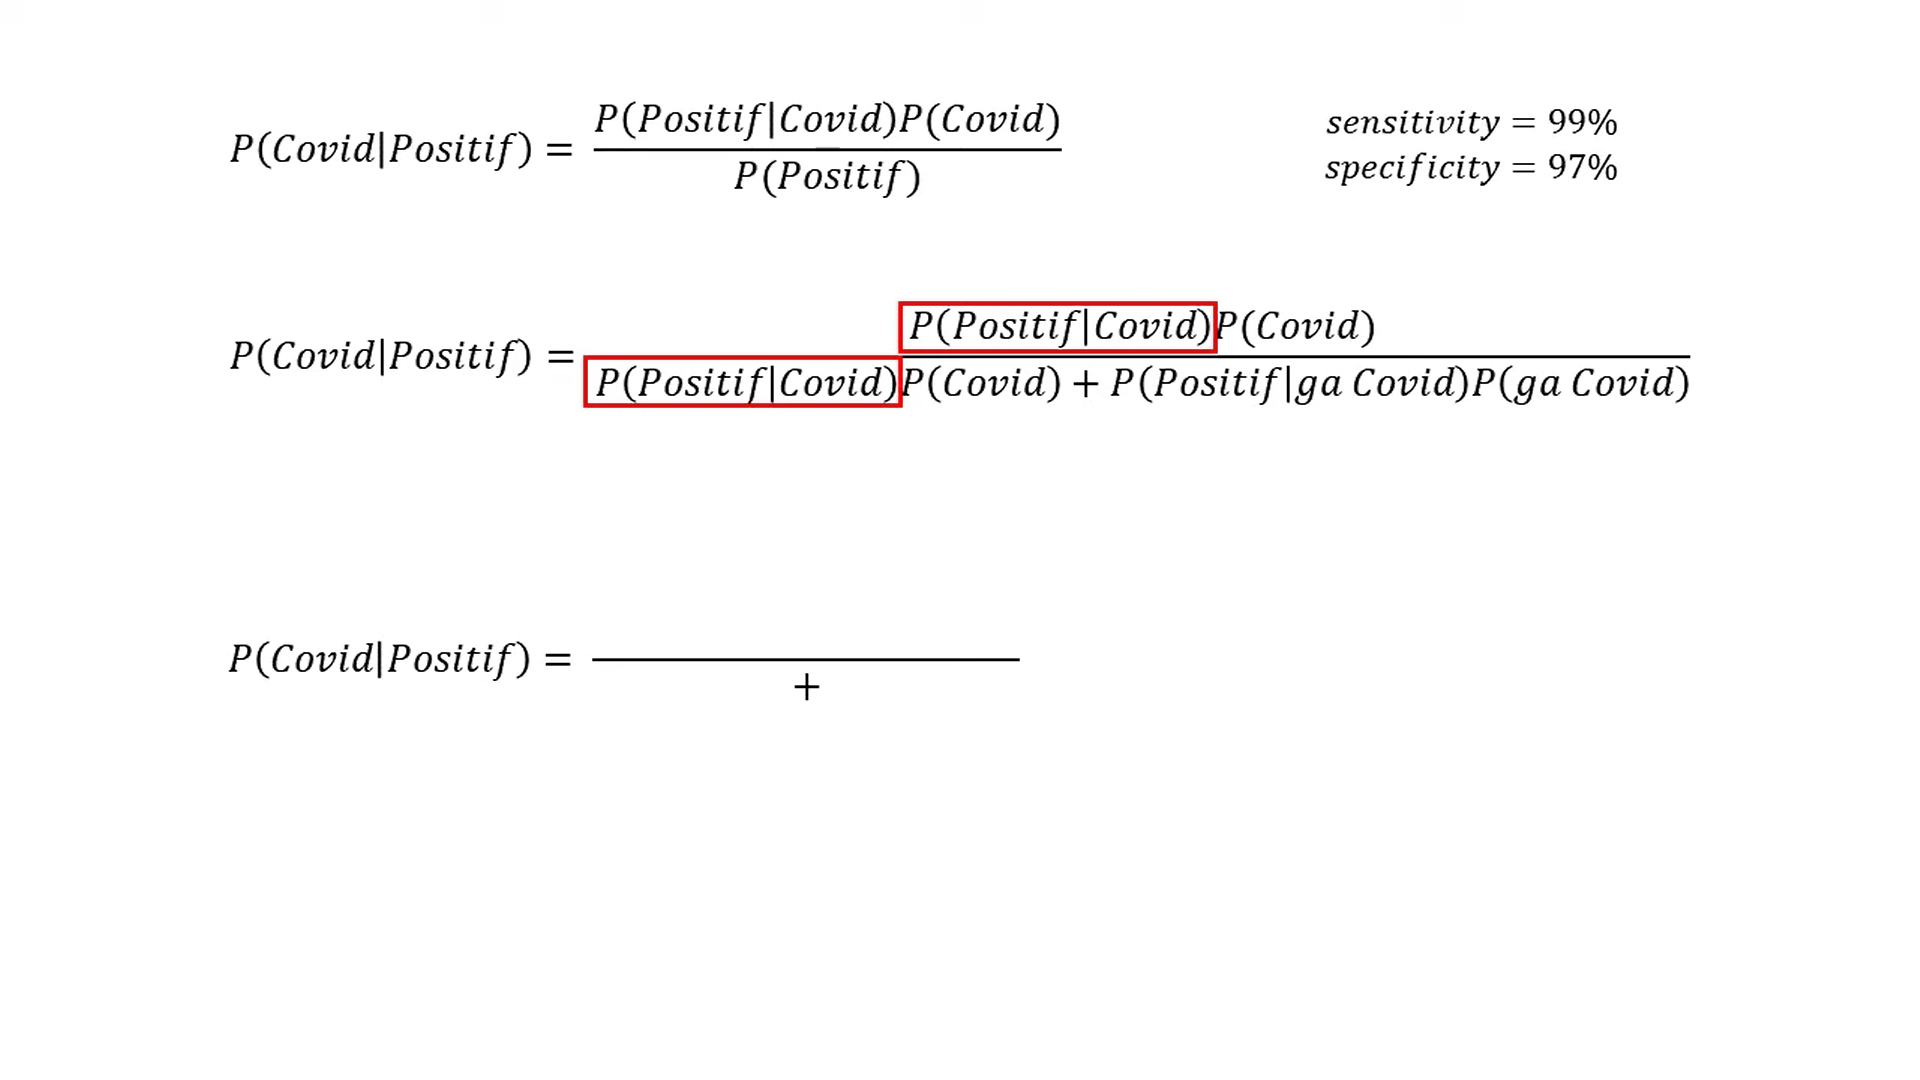 P(Covid|Positif) = P(Positif|Covid)P(Covid) / P(Positif)
sensitivity = 99%
specificity = 97%
P(Covid|Positif) = P(Positif|Covid)P(Covid) / P(Positif|Covid)P(Covid) + P(Positif|ga Covid)P(ga Covid)
P(Covid|Positif) = +